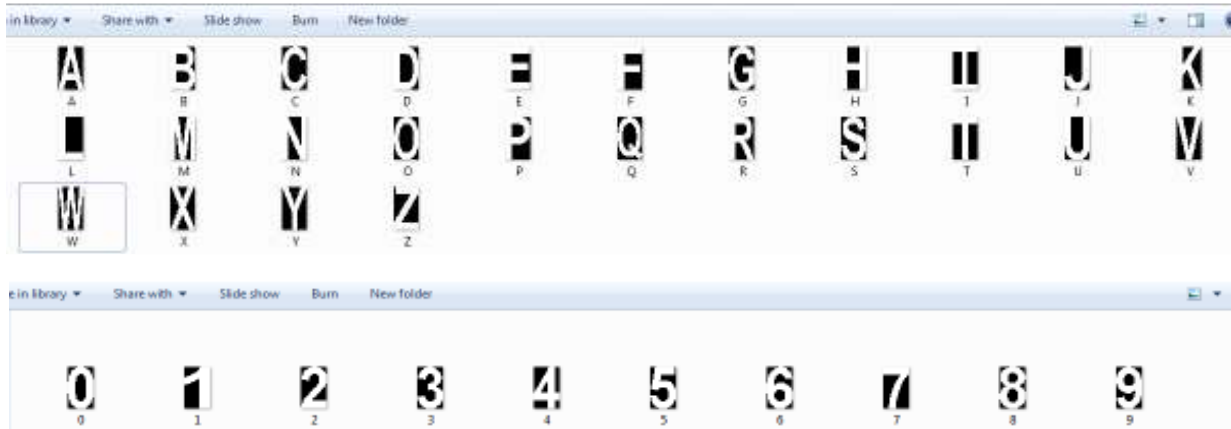 in library Share with Slide show Burn New folder
A B C D E F G H I J K
A B C D E F G H I J K
L M N O P Q R S T U V
L M N O P Q R S T U V
W X Y Z
W X Y Z
e in library Share with Slide show Burn New folder
0 1 2 3 4 5 6 7 8 9
0 1 2 3 4 5 6 7 8 9